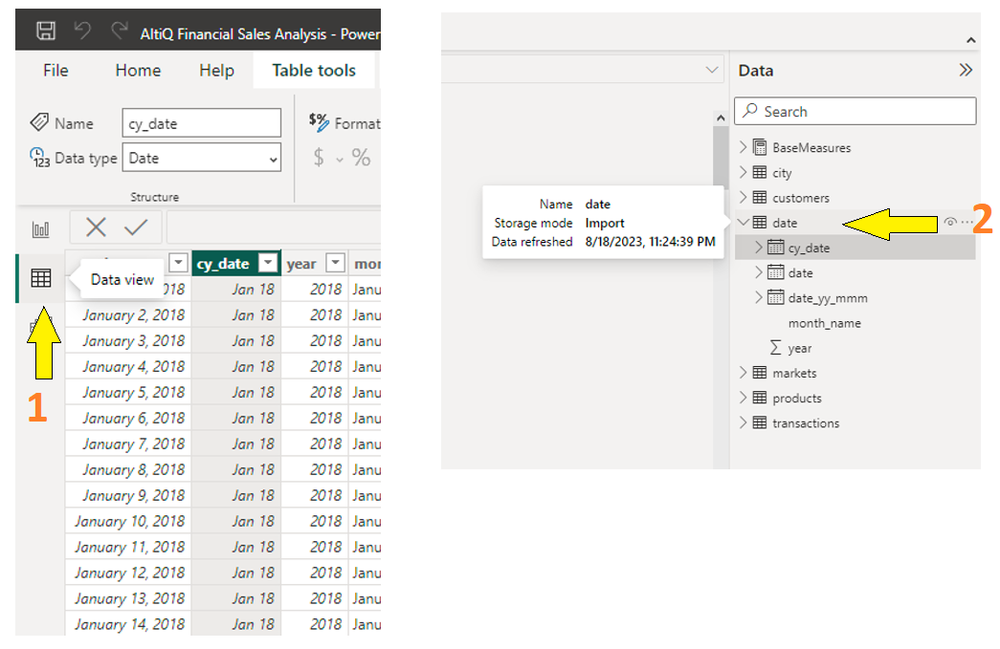 AltiQ Financial Sales Analysis - Power
File Home Help Table tools
Name cy_date
$% Format
123 Data type Date
$ %
Structure
cy_date year mon
Data view
018 Jan 18 2018 Janu
January 2, 2018 Jan 18 2018 Janu
January 3, 2018 Jan 18 2018 Janu
January 4, 2018 Jan 18 2018 Janu
January 5, 2018 Jan 18 2018 Janu
January 6, 2018 Jan 18 2018 Janu
January 7, 2018 Jan 18 2018 Janu
January 8, 2018 Jan 18 2018 Janu
January 9, 2018 Jan 18 2018 Janu
January 10, 2018 Jan 18 2018 Janu
January 11, 2018 Jan 18 2018 Janu
January 12, 2018 Jan 18 2018 Janu
January 13, 2018 Jan 18 2018 Janu
January 14, 2018 Jan 18 2018 Janu
1
Data
Search
BaseMeasures
city
customers
date
2
cy_date
date
date_yy_mmm
month_name
Σ year
markets
products
transactions
Name date
Storage mode Import
Data refreshed 8/18/2023, 11:24:39 PM